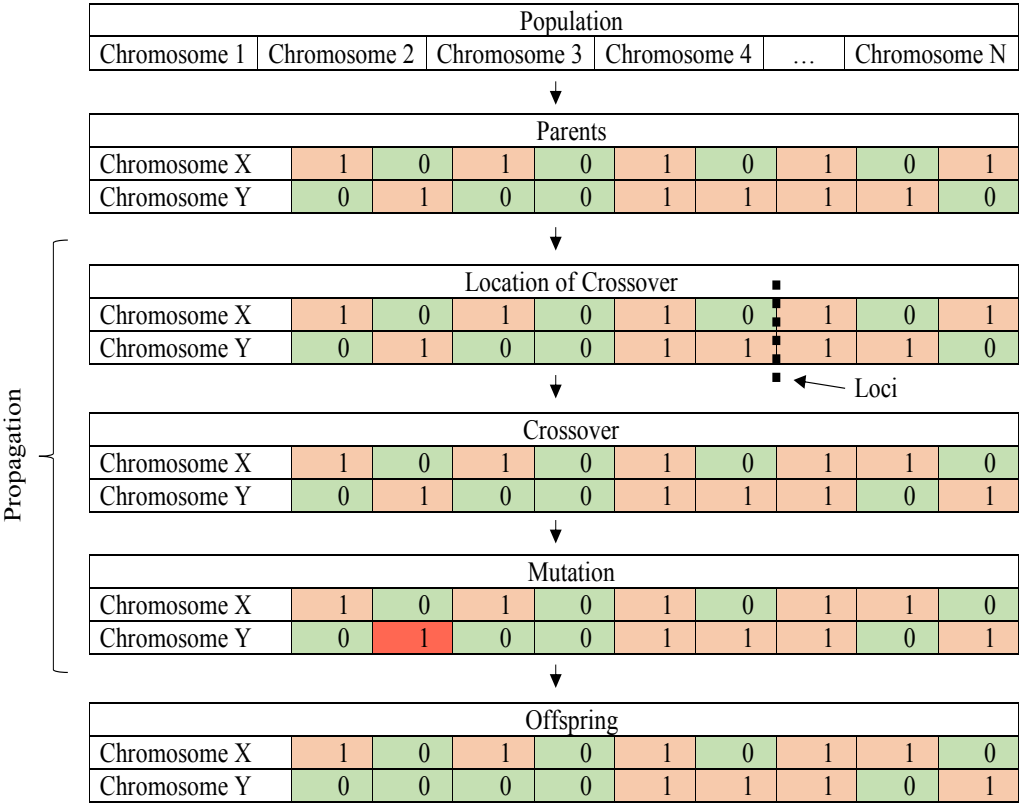 Population
Chromosome 1 Chromosome 2 Chromosome 3 Chromosome 4 … Chromosome N
Parents
Chromosome X 1 0 1 0 1 0 1 0 1
Chromosome Y 0 1 0 0 1 1 1 1 0
Location of Crossover
Chromosome X 1 0 1 0 1 0 1 0 1
Chromosome Y 0 1 0 0 1 1 1 1 0
Loci
Propagation
Crossover
Chromosome X 1 0 1 0 1 0 1 1 0
Chromosome Y 0 1 0 0 1 1 1 0 1
Mutation
Chromosome X 1 0 1 0 1 0 1 1 0
Chromosome Y 0 1 0 0 1 1 1 0 1
Offspring
Chromosome X 1 0 1 0 1 0 1 1 0
Chromosome Y 0 0 0 0 1 1 1 0 1